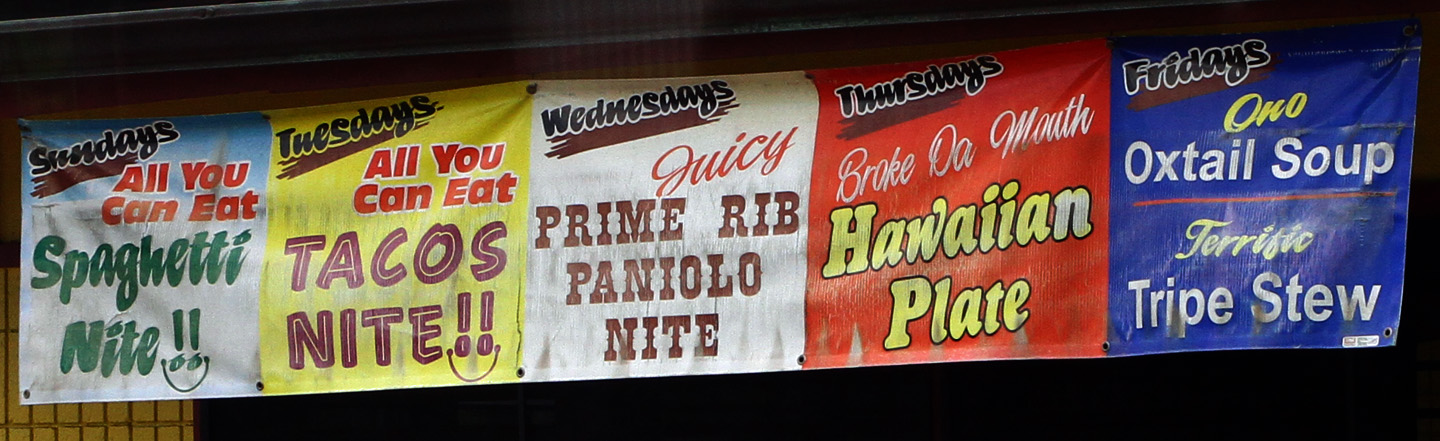 Sundays
All You
Can Eat
Spaghetti
Nite!!
Tuesdays
All You
Can Eat
TACOS
NITE!!
Wednesdays
Juicy
PRIME RIB
PANIOLO
NITE
Thursdays
Broke Da Mouth
Hawaiian
Plate
Fridays
Ono
Oxtail Soup
Terrific
Tripe Stew